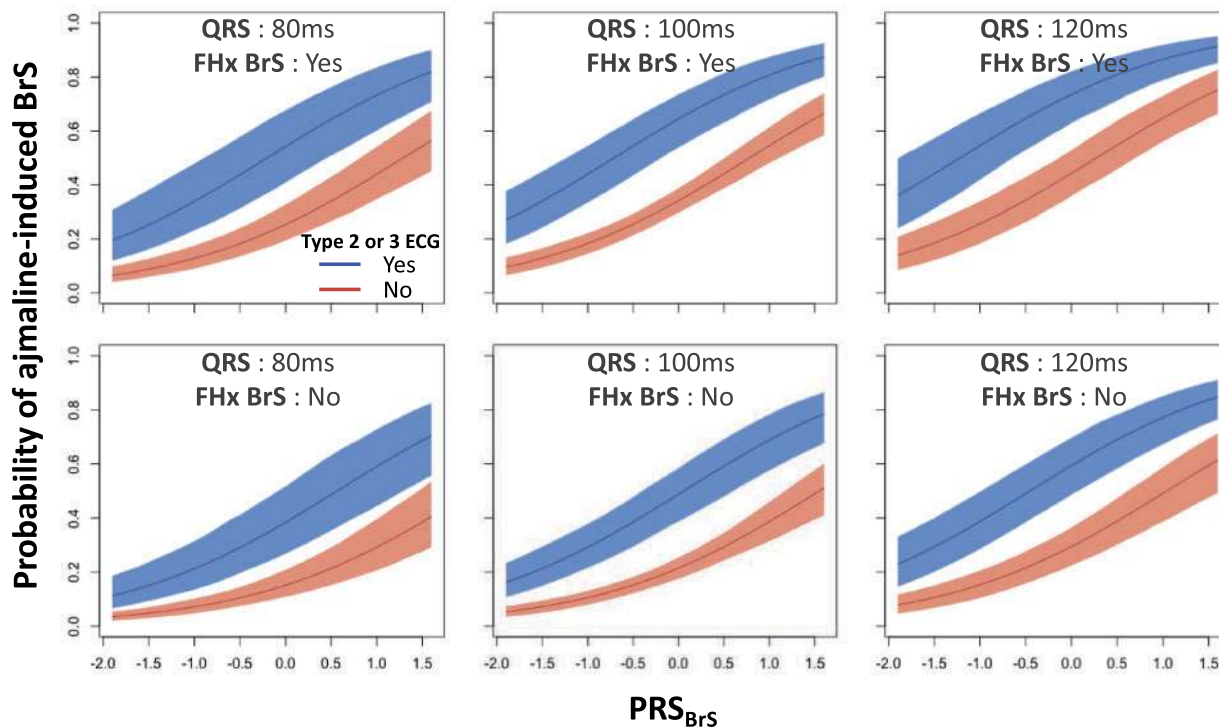 Probability of ajmaline-induced BrS
QRS : 80ms
FHx BrS : Yes
1.0
0.8
0.6
0.4
0.2
0.0
Type 2 or 3 ECG
Yes
No
QRS : 100ms
FHx BrS : Yes
QRS : 120ms
FHx BrS : Yes
QRS : 80ms
FHx BrS : No
1.0
0.8
0.6
0.4
0.2
0.0
-2.0 -1.5 -1.0 -0.5 0.0 0.5 1.0 1.5
QRS : 100ms
FHx BrS : No
-2.0 -1.5 -1.0 -0.5 0.0 0.5 1.0 1.5
QRS : 120ms
FHx BrS : No
-2.0 -1.5 -1.0 -0.5 0.0 0.5 1.0 1.5
PRSBrS